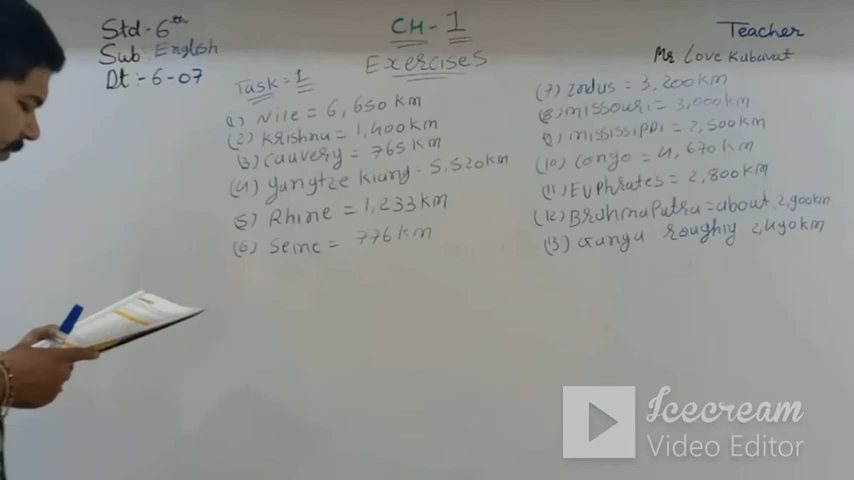 Std - 6th
Sub: English
Dt :- 6-07
CH - 1
Exercises
Teacher
Mr Love Kubavat
Task = 1
(1) Nile = 6,650 km
(2) Krishna = 1,400 km
(3) Cauvery = 765 km
(4) Yangtze kiang - 5,520 km
(5) Rhine = 1,233 km
(6) Seine = 776 km
(7) Indus = 3,200 km
(8) missouri = 3,000 km
(9) mississippi = 2,500 km
(10) Congo = 4,670 km
(11) Euphrates = 2,800 km
(12) Brahmaputra = about 2,900 km
(13) Ganga roughly 2,490 km
Icecream
Video Editor